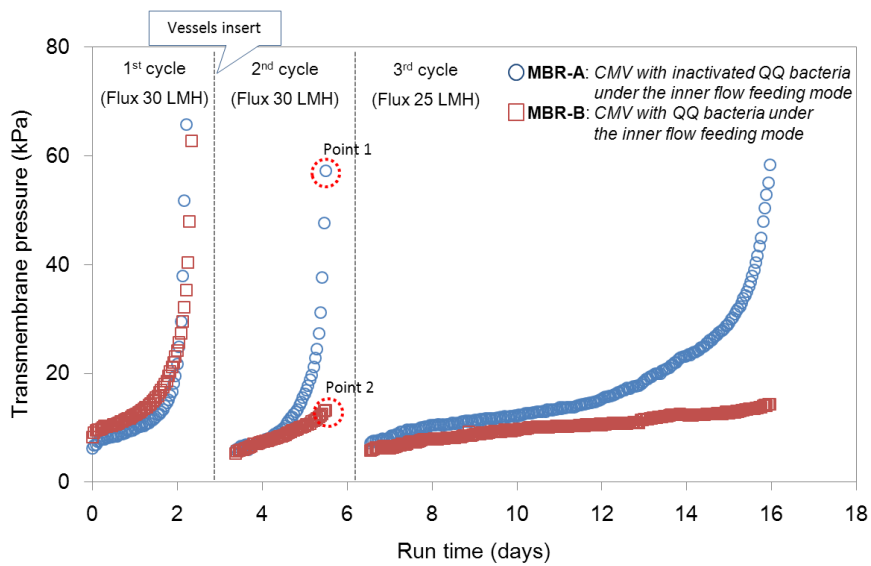 Vessels insert
80
60
40
20
0
Transmembrane pressure (kPa)
1st cycle
(Flux 30 LMH)
2nd cycle
(Flux 30 LMH)
3rd cycle
(Flux 25 LMH)
MBR-A: CMV with inactivated QQ bacteria
under the inner flow feeding mode
MBR-B: CMV with QQ bacteria under
the inner flow feeding mode
Point 1
Point 2
0 2 4 6 8 10 12 14 16 18
Run time (days)